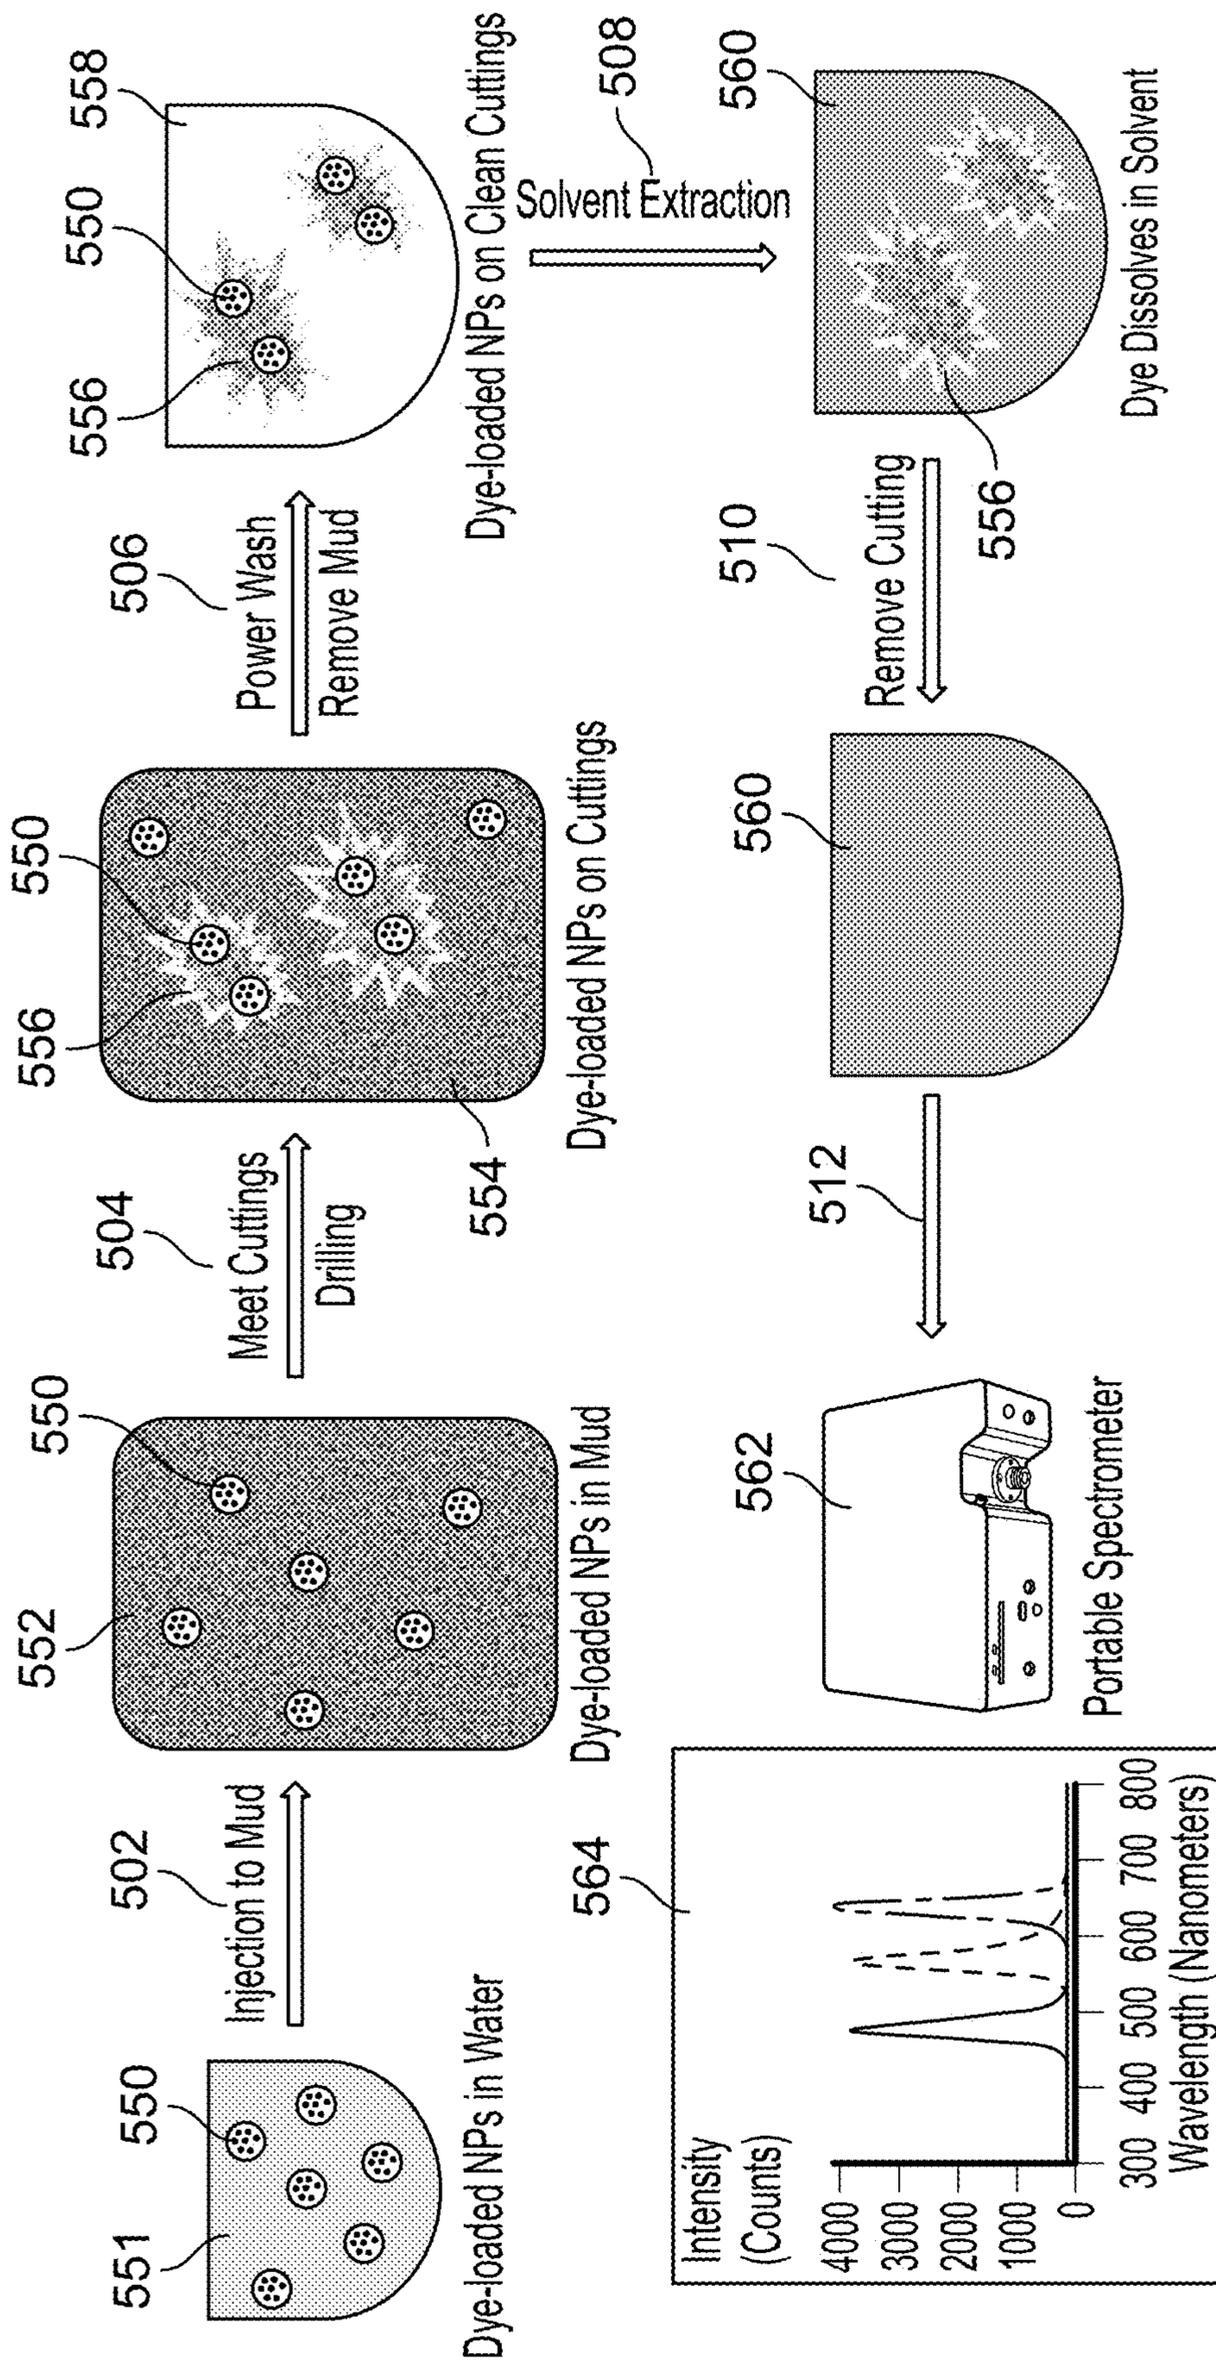 551
550
Dye-loaded NPs in Water
502
Injection to Mud
552
550
Dye-loaded NPs in Mud
504
Meet Cuttings
Drilling
556
550
554
Dye-loaded NPs on Cuttings
506
Power Wash
Remove Mud
556
550
558
Dye-loaded NPs on Clean Cuttings
508
Solvent Extraction
560
556
Dye Dissolves in Solvent
510
Remove Cutting
560
512
562
Portable Spectrometer
564
Intensity
(Counts)
4000
3000
2000
1000
0
300 400 500 600 700 800
Wavelength (Nanometers)